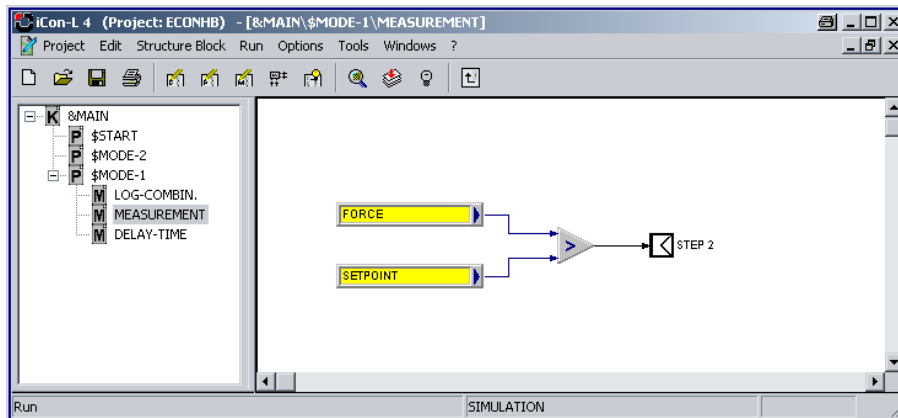 iCon-L 4 (Project: ECONHB) - [&MAIN\$MODE-1\MEASUREMENT]
Project Edit Structure Block Run Options Tools Windows ?
K &MAIN
P $START
P $MODE-2
P $MODE-1
M LOG-COMBIN.
M MEASUREMENT
M DELAY-TIME
FORCE
> STEP 2
SETPOINT
Run SIMULATION